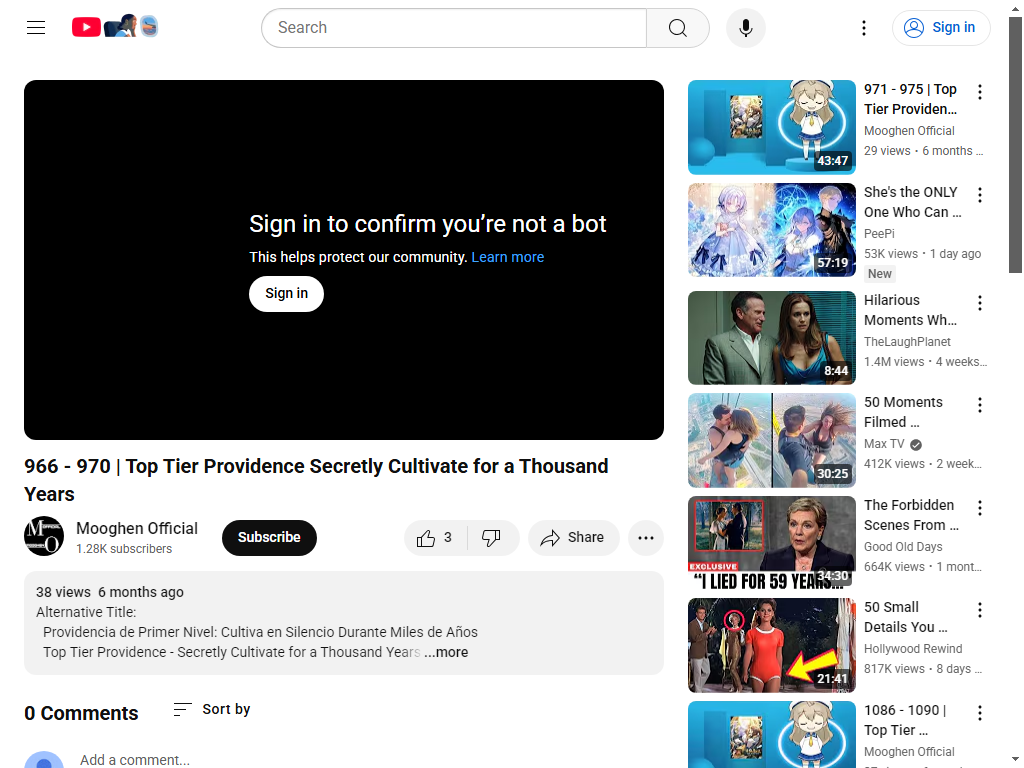 Search
Sign in
Sign in to confirm you’re not a bot
This helps protect our community. Learn more
Sign in
966 - 970 | Top Tier Providence Secretly Cultivate for a Thousand
Years
Mooghen Official
1.28K subscribers
Subscribe
3
Share
38 views 6 months ago
Alternative Title:
Providencia de Primer Nivel: Cultiva en Silencio Durante Miles de Años
Top Tier Providence - Secretly Cultivate for a Thousand Years ...more
0 Comments
Sort by
Add a comment...
43:47
971 - 975 | Top
Tier Providen...
Mooghen Official
29 views • 6 months ...
57:19
She's the ONLY
One Who Can ...
PeePi
53K views • 1 day ago
New
8:44
Hilarious
Moments Wh...
TheLaughPlanet
1.4M views • 4 weeks...
30:25
50 Moments
Filmed ...
Max TV
412K views • 2 week...
EXCLUSIVE
“I LIED FOR 59 YEARS...
34:30
The Forbidden
Scenes From ...
Good Old Days
664K views • 1 mont...
21:41
50 Small
Details You ...
Hollywood Rewind
817K views • 8 days ...
1086 - 1090 |
Top Tier ...
Mooghen Official